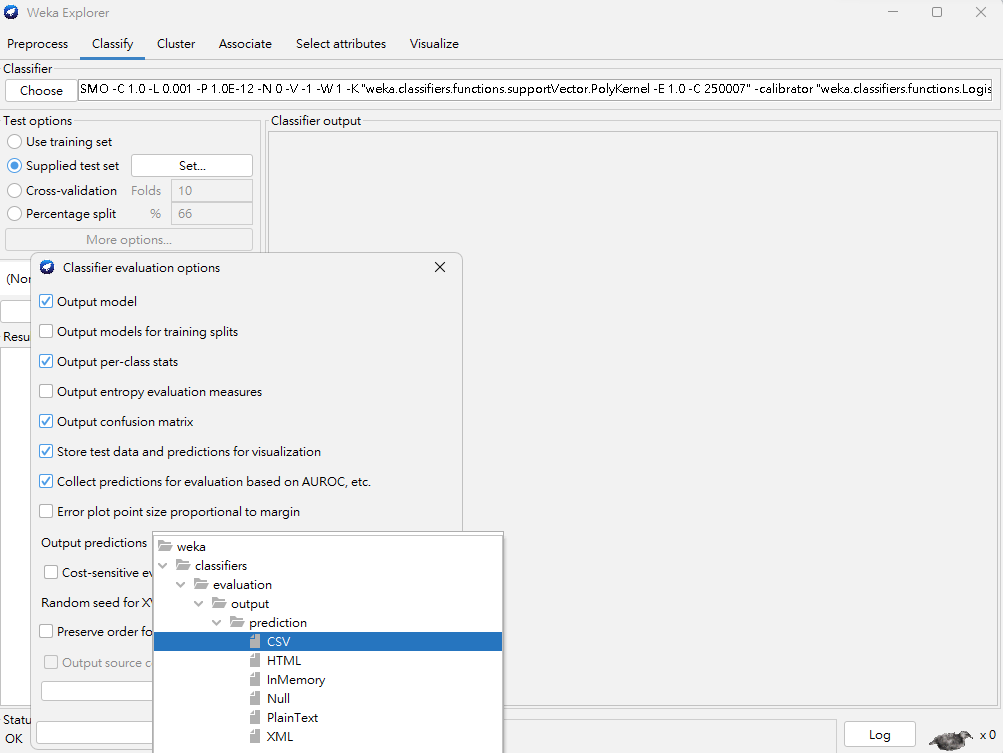 Weka Explorer
Preprocess Classify Cluster Associate Select attributes Visualize
Classifier
Choose SMO -C 1.0 -L 0.001 -P 1.0E-12 -N 0 -V -1 -W 1 -K "weka.classifiers.functions.supportVector.PolyKernel -E 1.0 -C 250007" -calibrator "weka.classifiers.functions.Logis
Test options
Use training set
Supplied test set Set...
Cross-validation Folds 10
Percentage split % 66
More options...
Classifier output
(Nor
Resu
Statu
OK
Classifier evaluation options
Output model
Output models for training splits
Output per-class stats
Output entropy evaluation measures
Output confusion matrix
Store test data and predictions for visualization
Collect predictions for evaluation based on AUROC, etc.
Error plot point size proportional to margin
Output predictions
Cost-sensitive ev
Random seed for X
Preserve order fo
Output source c
weka
classifiers
evaluation
output
prediction
CSV
HTML
InMemory
Null
PlainText
XML
Log x 0